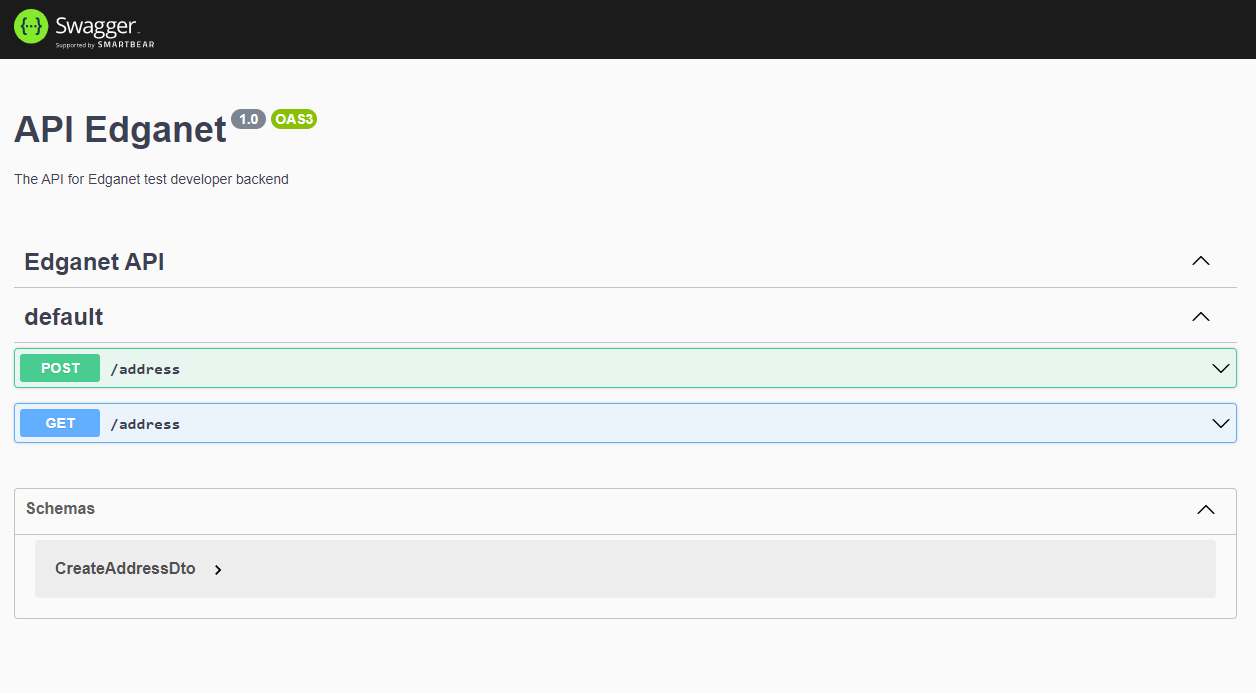 {···} Swagger.
Supported by SMARTBEAR
API Edganet 1.0 OAS3
The API for Edganet test developer backend
Edganet API
default
POST /address
GET /address
Schemas
CreateAddressDto